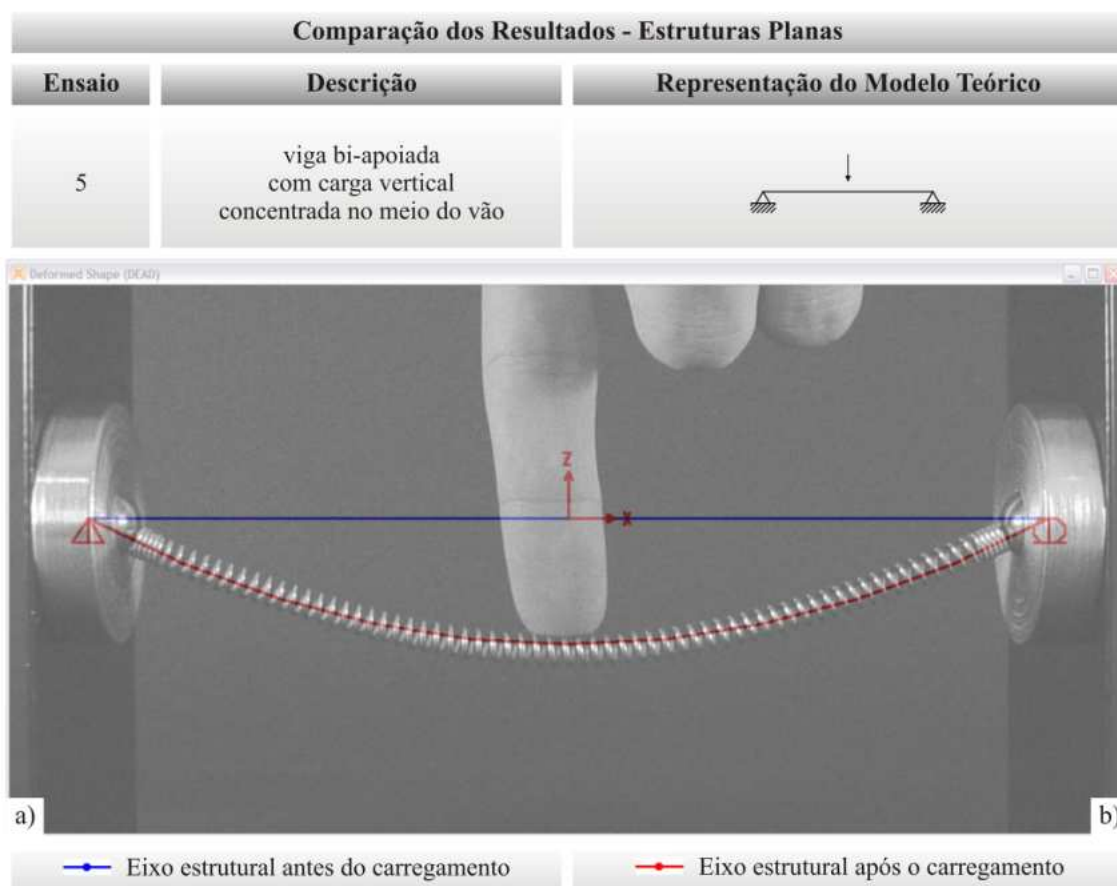 Comparação dos Resultados - Estruturas Planas
Ensaio
Descrição
Representação do Modelo Teórico
5
viga bi-apoiada
com carga vertical
concentrada no meio do vão
Deformed Shape (DEAD)
Z
X
a)
b)
Eixo estrutural antes do carregamento
Eixo estrutural após o carregamento